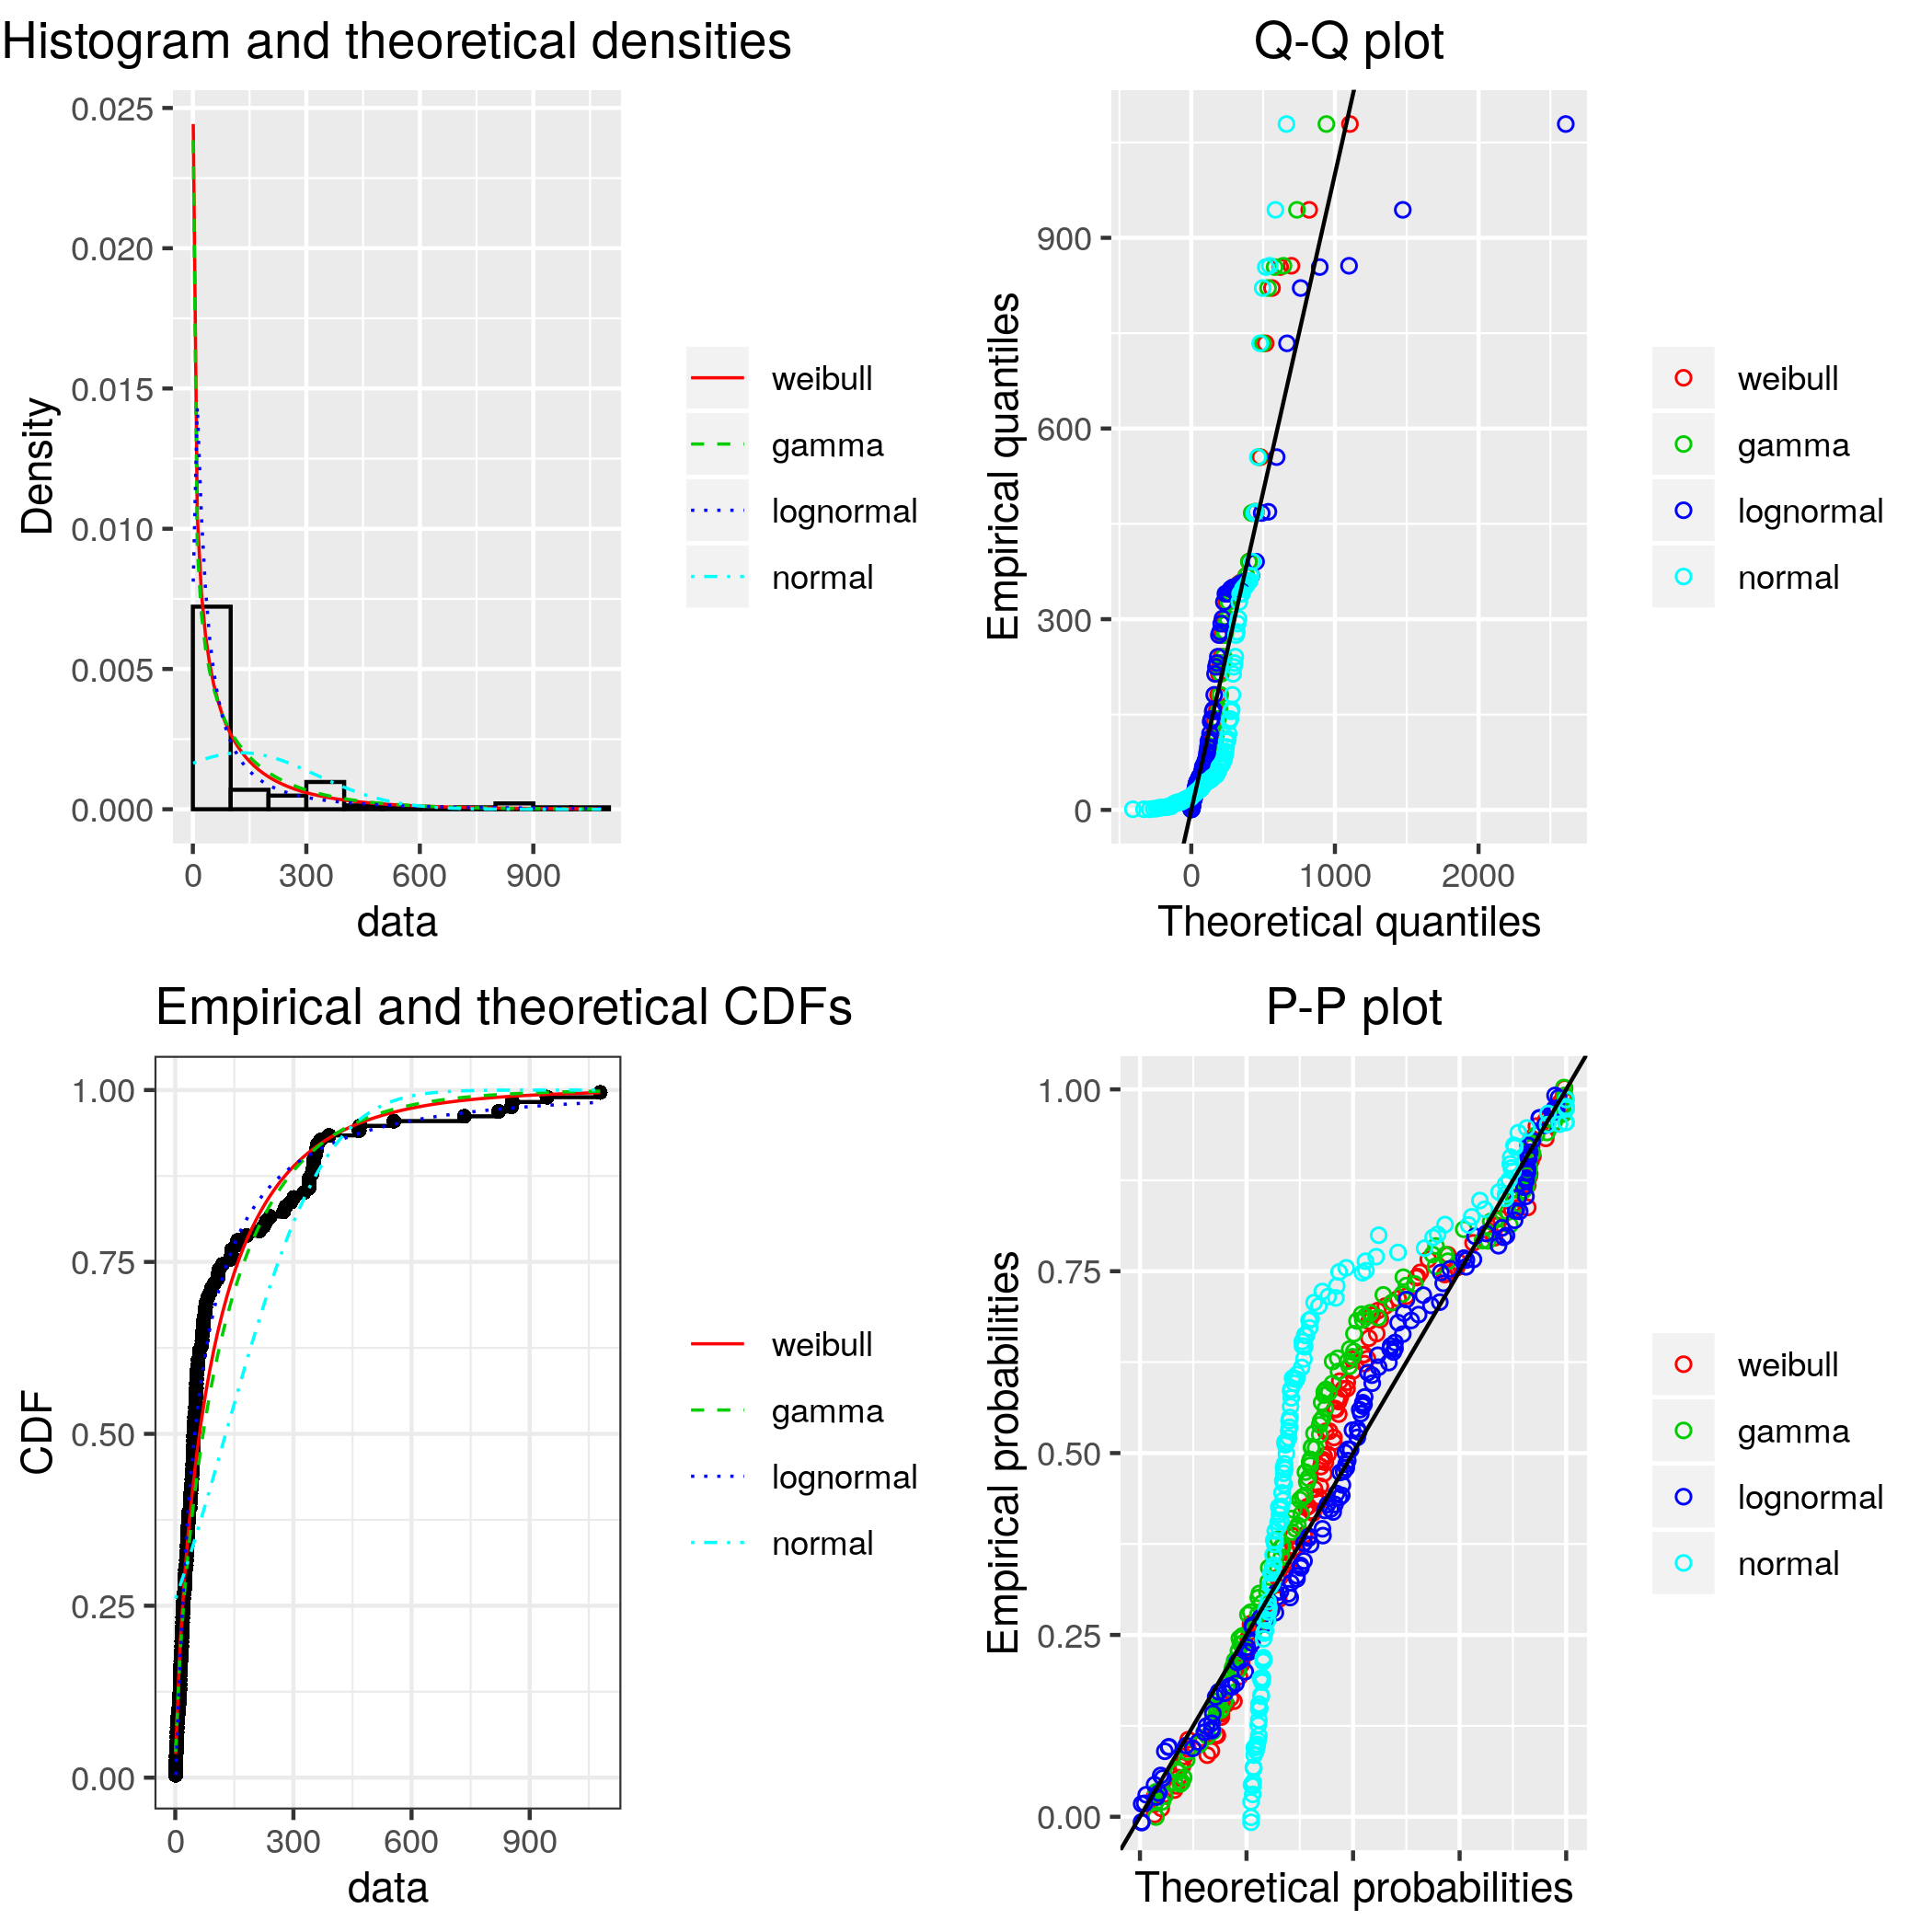 Histogram and theoretical densities
0.025
0.020
0.015
0.010
0.005
0.000
Density
0
300
600
900
data
weibull
gamma
lognormal
normal
Q-Q plot
900
600
300
0
Empirical quantiles
0
1000
2000
Theoretical quantiles
weibull
gamma
lognormal
normal
Empirical and theoretical CDFs
1.00
0.75
0.50
0.25
0.00
CDF
0
300
600
900
data
weibull
gamma
lognormal
normal
P-P plot
1.00
0.75
0.50
0.25
0.00
Empirical probabilities
Theoretical probabilities
weibull
gamma
lognormal
normal